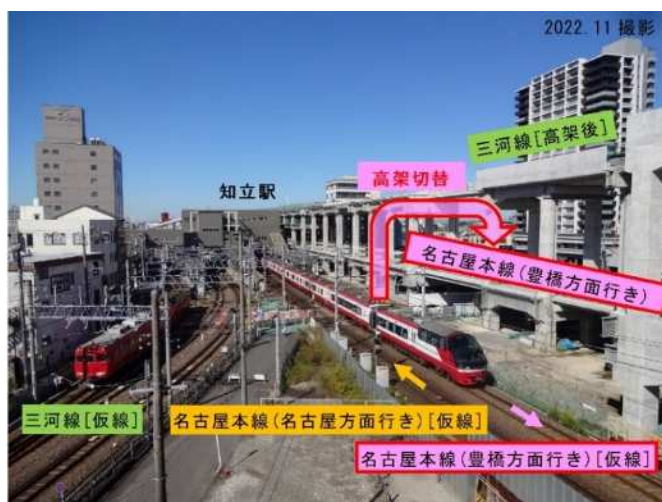 2022.11 撮影
三河線[高架後]
高架切替
知立駅
名古屋本線(豊橋方面行き)
三河線[仮線]
名古屋本線(名古屋方面行き)[仮線]
名古屋本線(豊橋方面行き)[仮線]